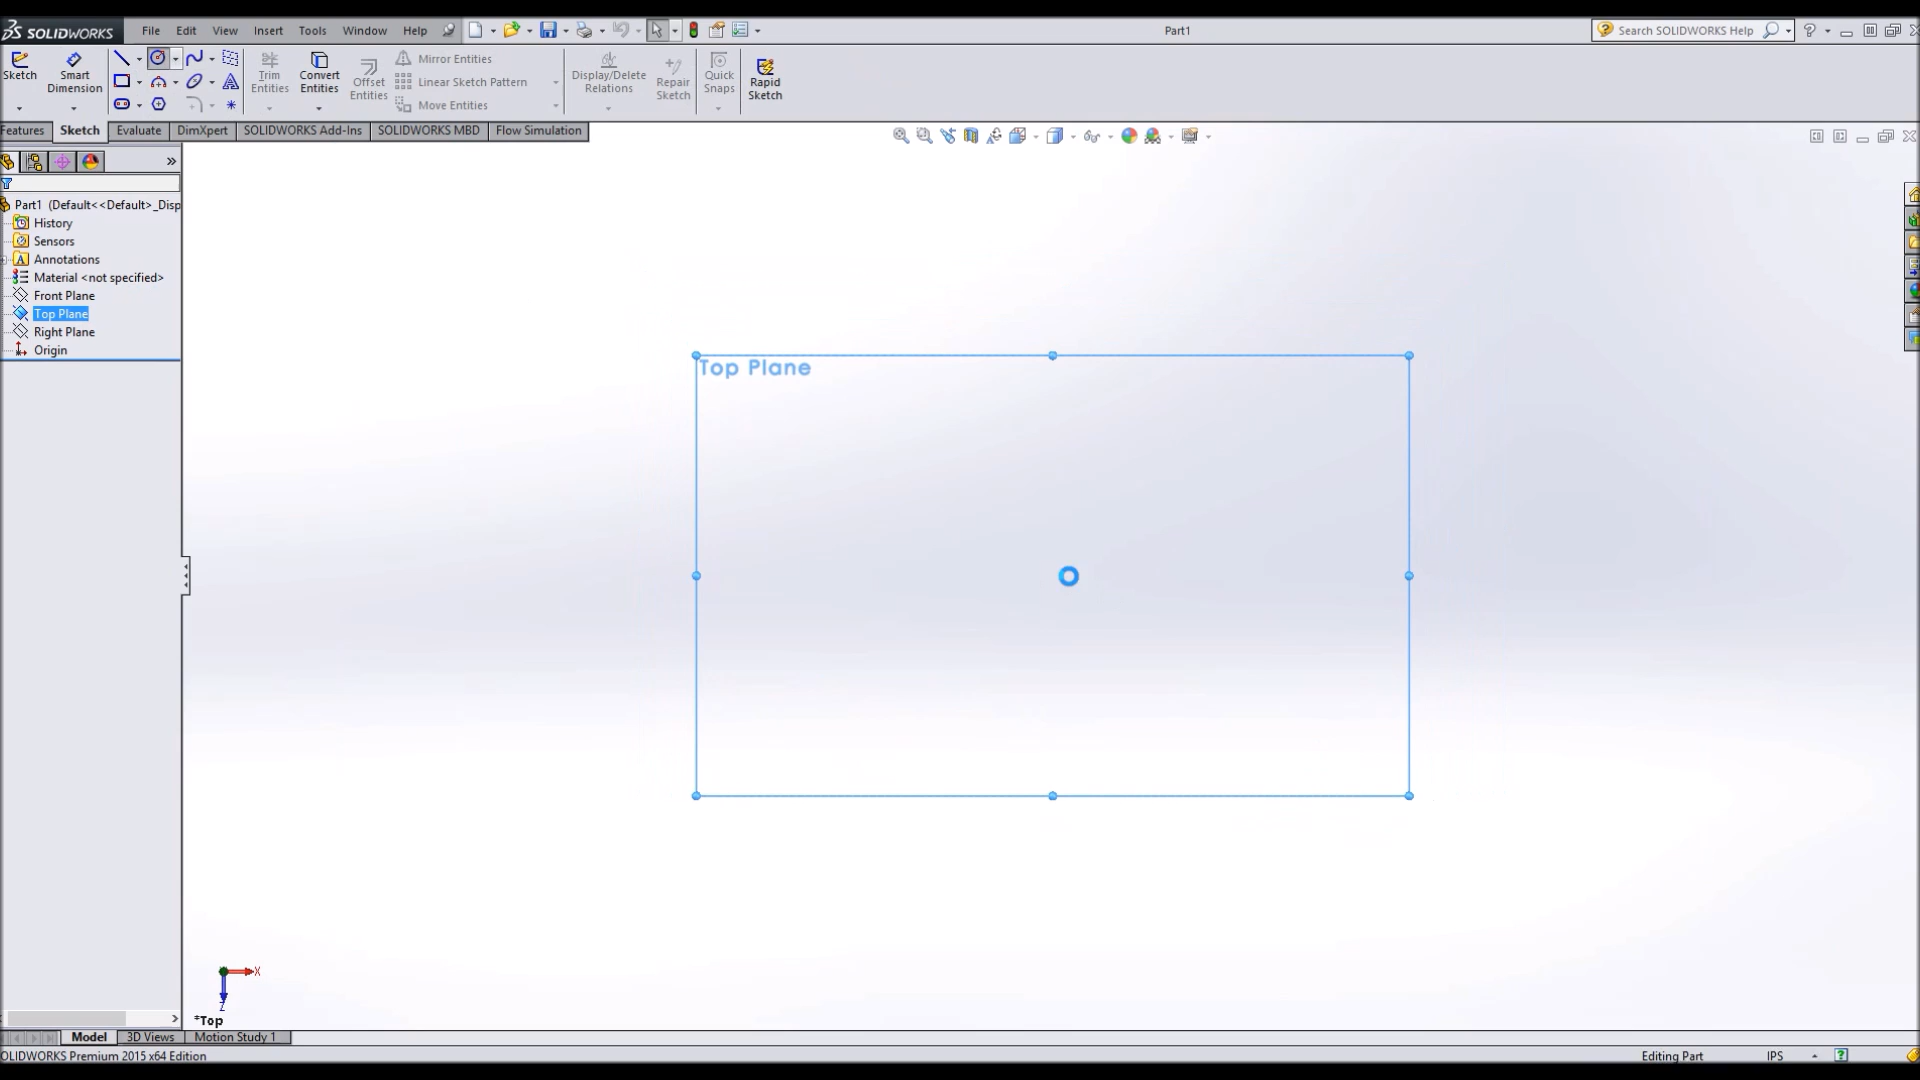 SOLIDWORKS File Edit View Insert Tools Window Help Part1 Search SOLIDWORKS Help
Sketch
Smart Dimension
Trim Entities
Convert Entities
Offset Entities
Mirror Entities
Linear Sketch Pattern
Move Entities
Display/Delete Relations
Repair Sketch
Quick Snaps
Rapid Sketch
Features Sketch Evaluate DimXpert SOLIDWORKS Add-Ins SOLIDWORKS MBD Flow Simulation
Part1 (Default<<Default>_Disp
History
Sensors
Annotations
Material <not specified>
Front Plane
Top Plane
Right Plane
Origin
Top Plane
X
Z
*Top
Model 3D Views Motion Study 1
OLIDWORKS Premium 2015 x64 Edition Editing Part IPS